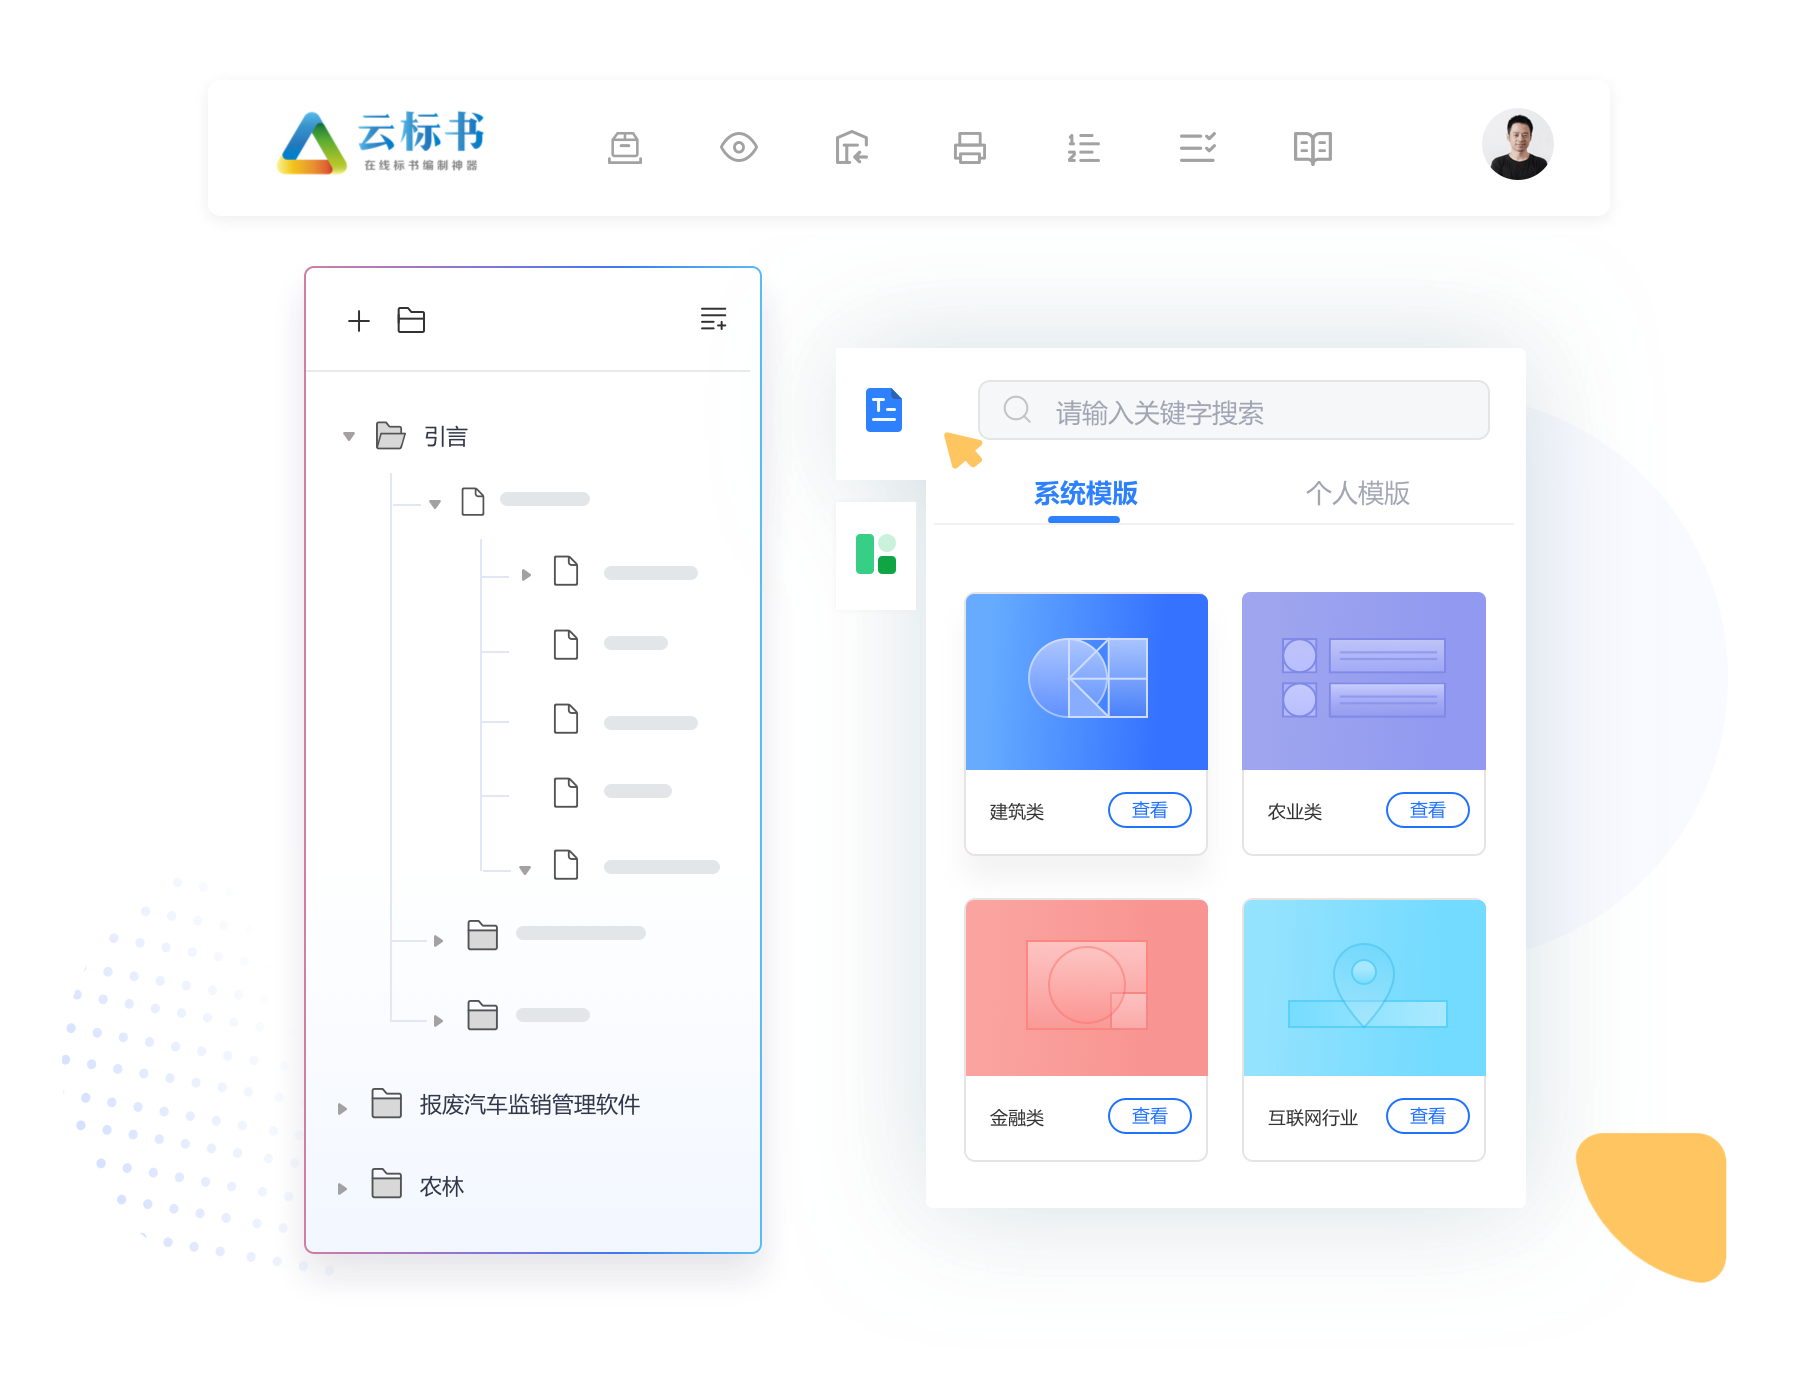 云标书
在线标书编制神器
引言
报废汽车监销管理软件
农林
请输入关键字搜索
系统模版
个人模版
建筑类
查看
农业类
查看
金融类
查看
互联网行业
查看